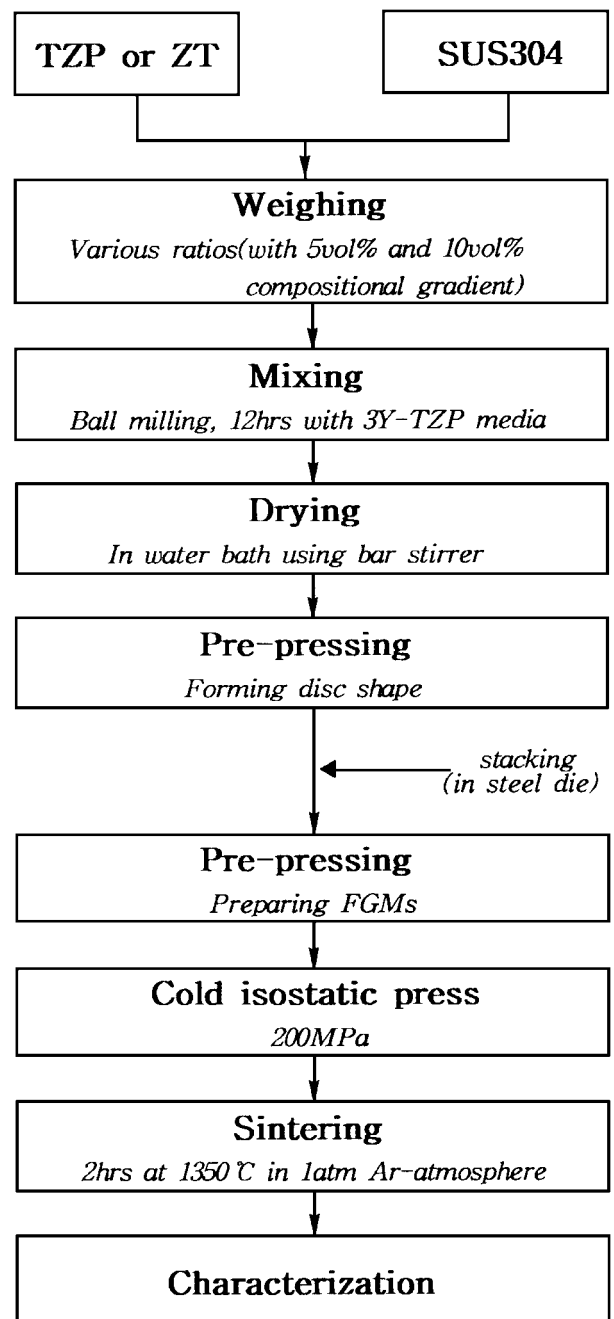 TZP or ZT
SUS304
Weighing
Various ratios(with 5vol% and 10vol%
compositional gradient)
Mixing
Ball milling, 12hrs with 3Y-TZP media
Drying
In water bath using bar stirrer
Pre-pressing
Forming disc shape
stacking
(in steel die)
Pre-pressing
Preparing FGMs
Cold isostatic press
200MPa
Sintering
2hrs at 1350℃ in 1atm Ar-atmosphere
Characterization